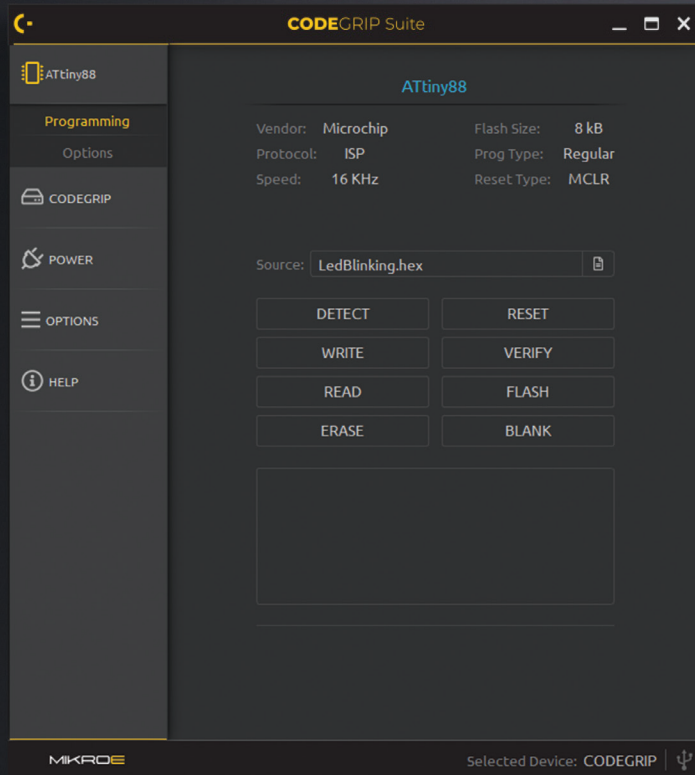 CODEGRIP Suite
ATtiny88
Programming
Options
CODEGRIP
POWER
OPTIONS
HELP
ATtiny88
Vendor: Microchip Flash Size: 8 kB
Protocol: ISP Prog Type: Regular
Speed: 16 KHz Reset Type: MCLR
Source: LedBlinking.hex
DETECT RESET
WRITE VERIFY
READ FLASH
ERASE BLANK
MIKROE Selected Device: CODEGRIP